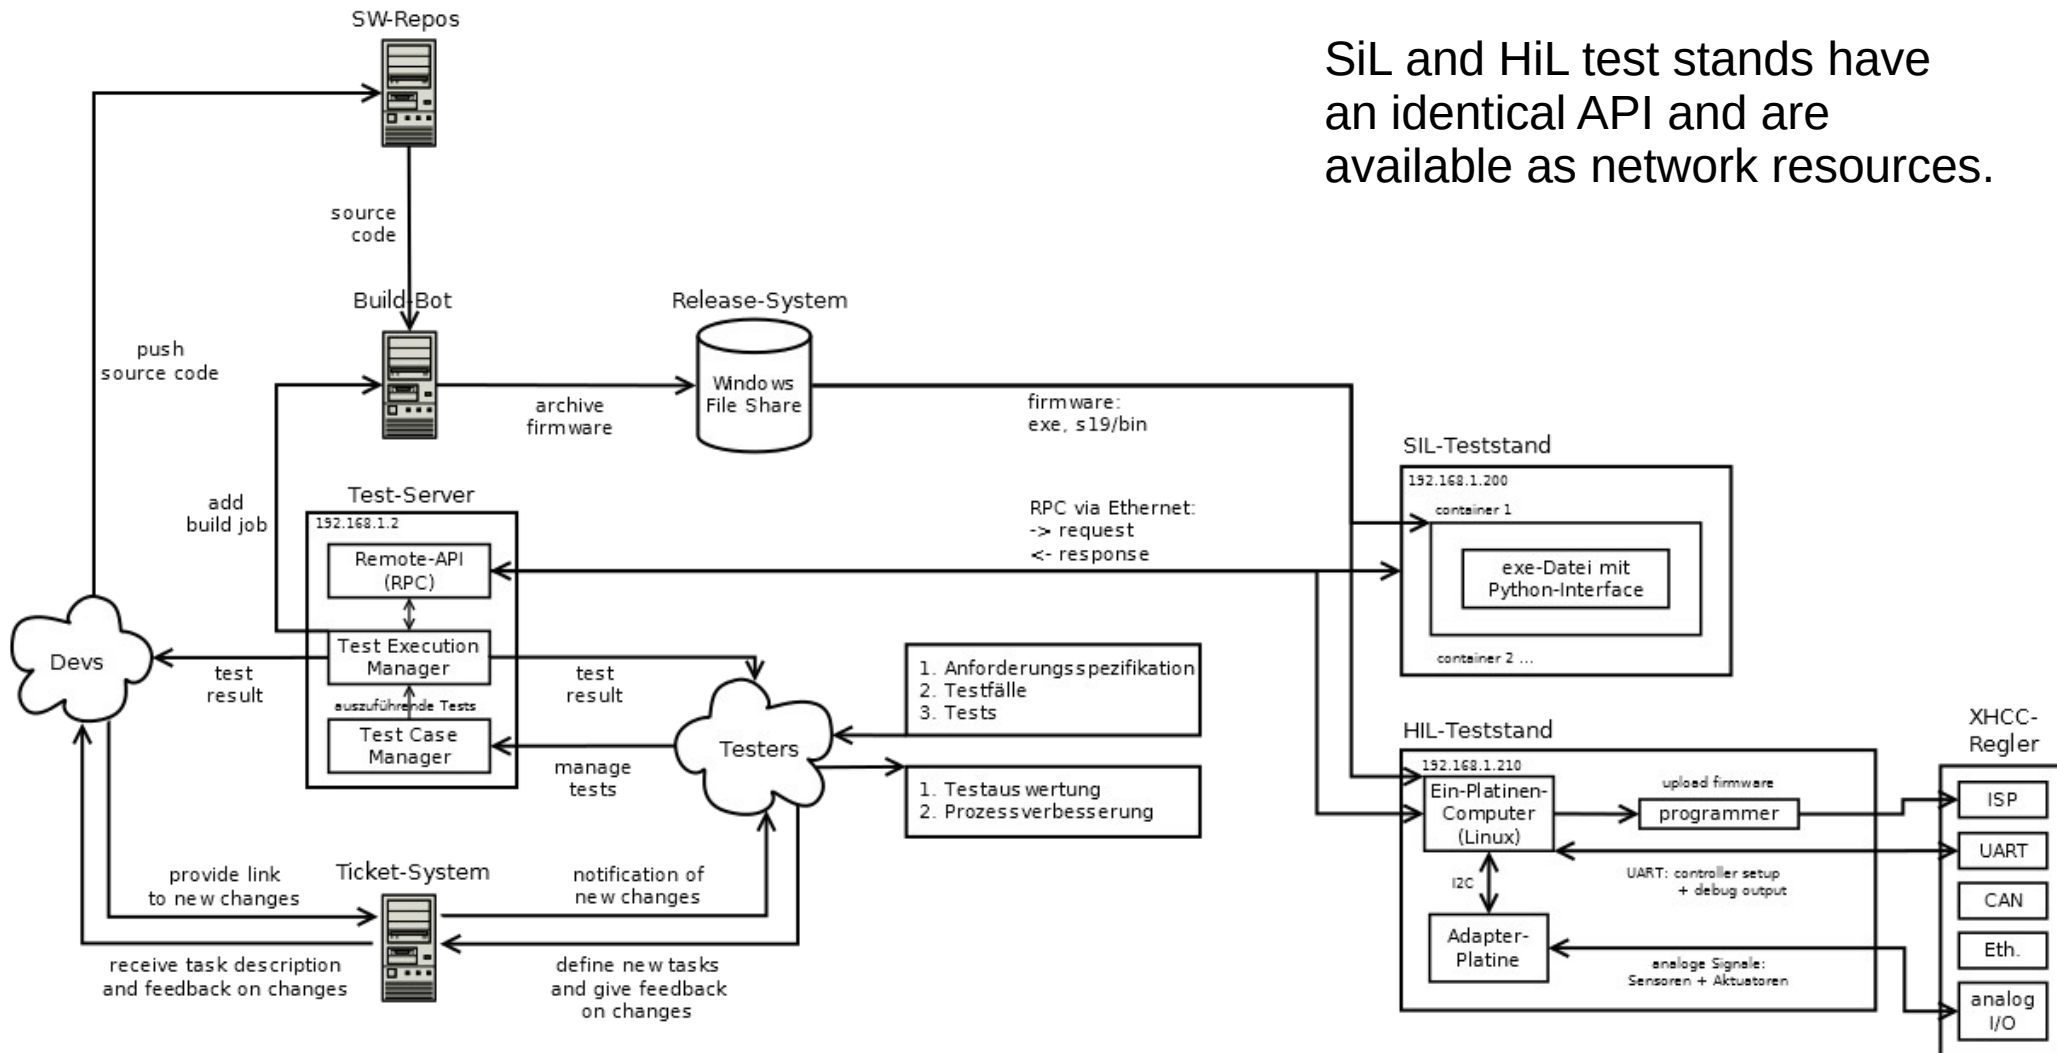 SW-Repos
SiL and HiL test stands have
an identical API and are
available as network resources.
source
code
Build-Bot
Release-System
push
source code
Windows
File Share
archive
firmware
firmware:
exe, s19/bin
SIL-Teststand
192.168.1.200
container 1
exe-Datei mit
Python-Interface
container 2 ...
add
build job
Test-Server
192.168.1.2
Remote-API
(RPC)
RPC via Ethernet:
-> request
<- response
Test Execution
Manager
auszuführende Tests
Test Case
Manager
Devs
test
result
test
result
1. Anforderungsspezifikation
2. Testfälle
3. Tests
Testers
manage
tests
1. Testauswertung
2. Prozessverbesserung
HIL-Teststand
192.168.1.210
Ein-Platinen-
Computer
(Linux)
upload firmware
programmer
XHCC-
Regler
ISP
UART
CAN
Eth.
analog
I/O
UART: controller setup
+ debug output
I2C
Adapter-
Platine
analoge Signale:
Sensoren + Aktuatoren
provide link
to new changes
Ticket-System
notification of
new changes
receive task description
and feedback on changes
define new tasks
and give feedback
on changes